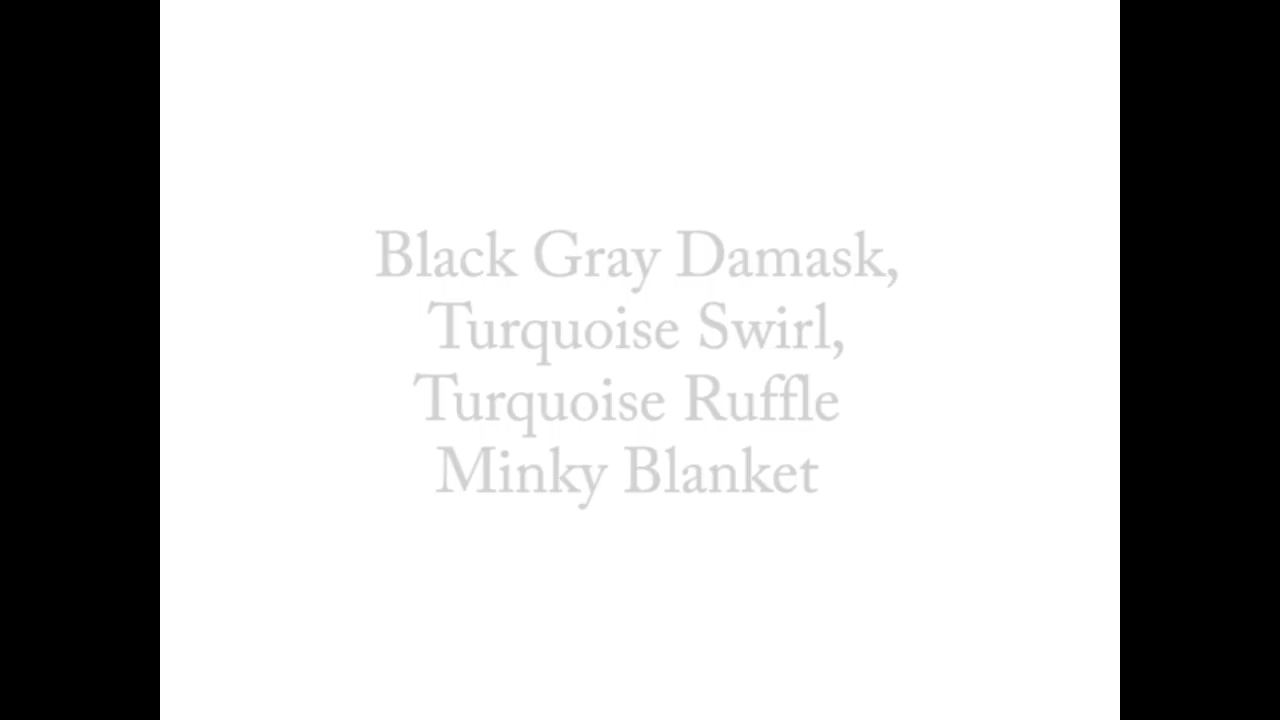 Black Gray Damask,
Turquoise Swirl,
Turquoise Ruffle
Minky Blanket